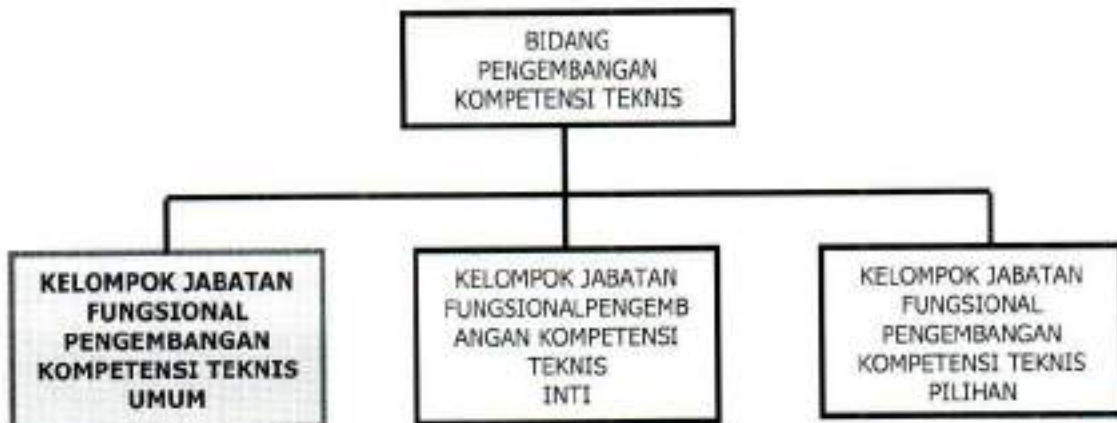 BIDANG
PENGEMBANGAN
KOMPETENSI TEKNIS
KELOMPOK JABATAN
FUNGSIONAL
PENGEMBANGAN
KOMPETENSI TEKNIS
UMUM
KELOMPOK JABATAN
FUNGSIONALPENGEMB
ANGAN KOMPETENSI
TEKNIS
INTI
KELOMPOK JABATAN
FUNGSIONAL
PENGEMBANGAN
KOMPETENSI TEKNIS
PILIHAN